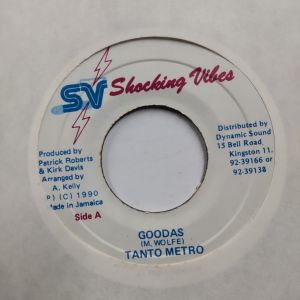 SV Shocking Vibes
Produced by
Patrick Roberts
& Kirk Davis
Arranged by
A. Kelly
P) (C) 1990
Made in Jamaica
Side A
Distributed by
Dynamic Sound
15 Bell Road,
Kingston 11.
92-39166 or
92-39138
GOODAS
(M. WOLFE)
TANTO METRO